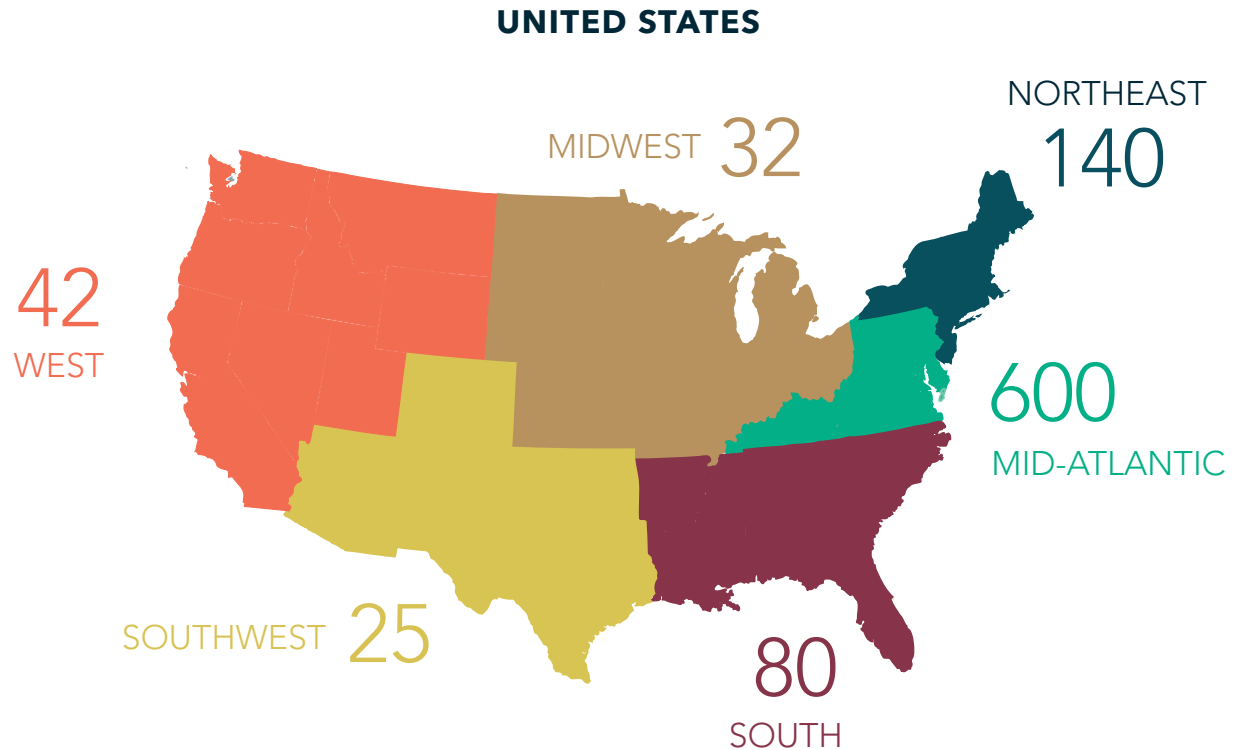 UNITED STATES
NORTHEAST
140
MIDWEST 32
42
WEST
600
MID-ATLANTIC
SOUTHWEST 25
80
SOUTH